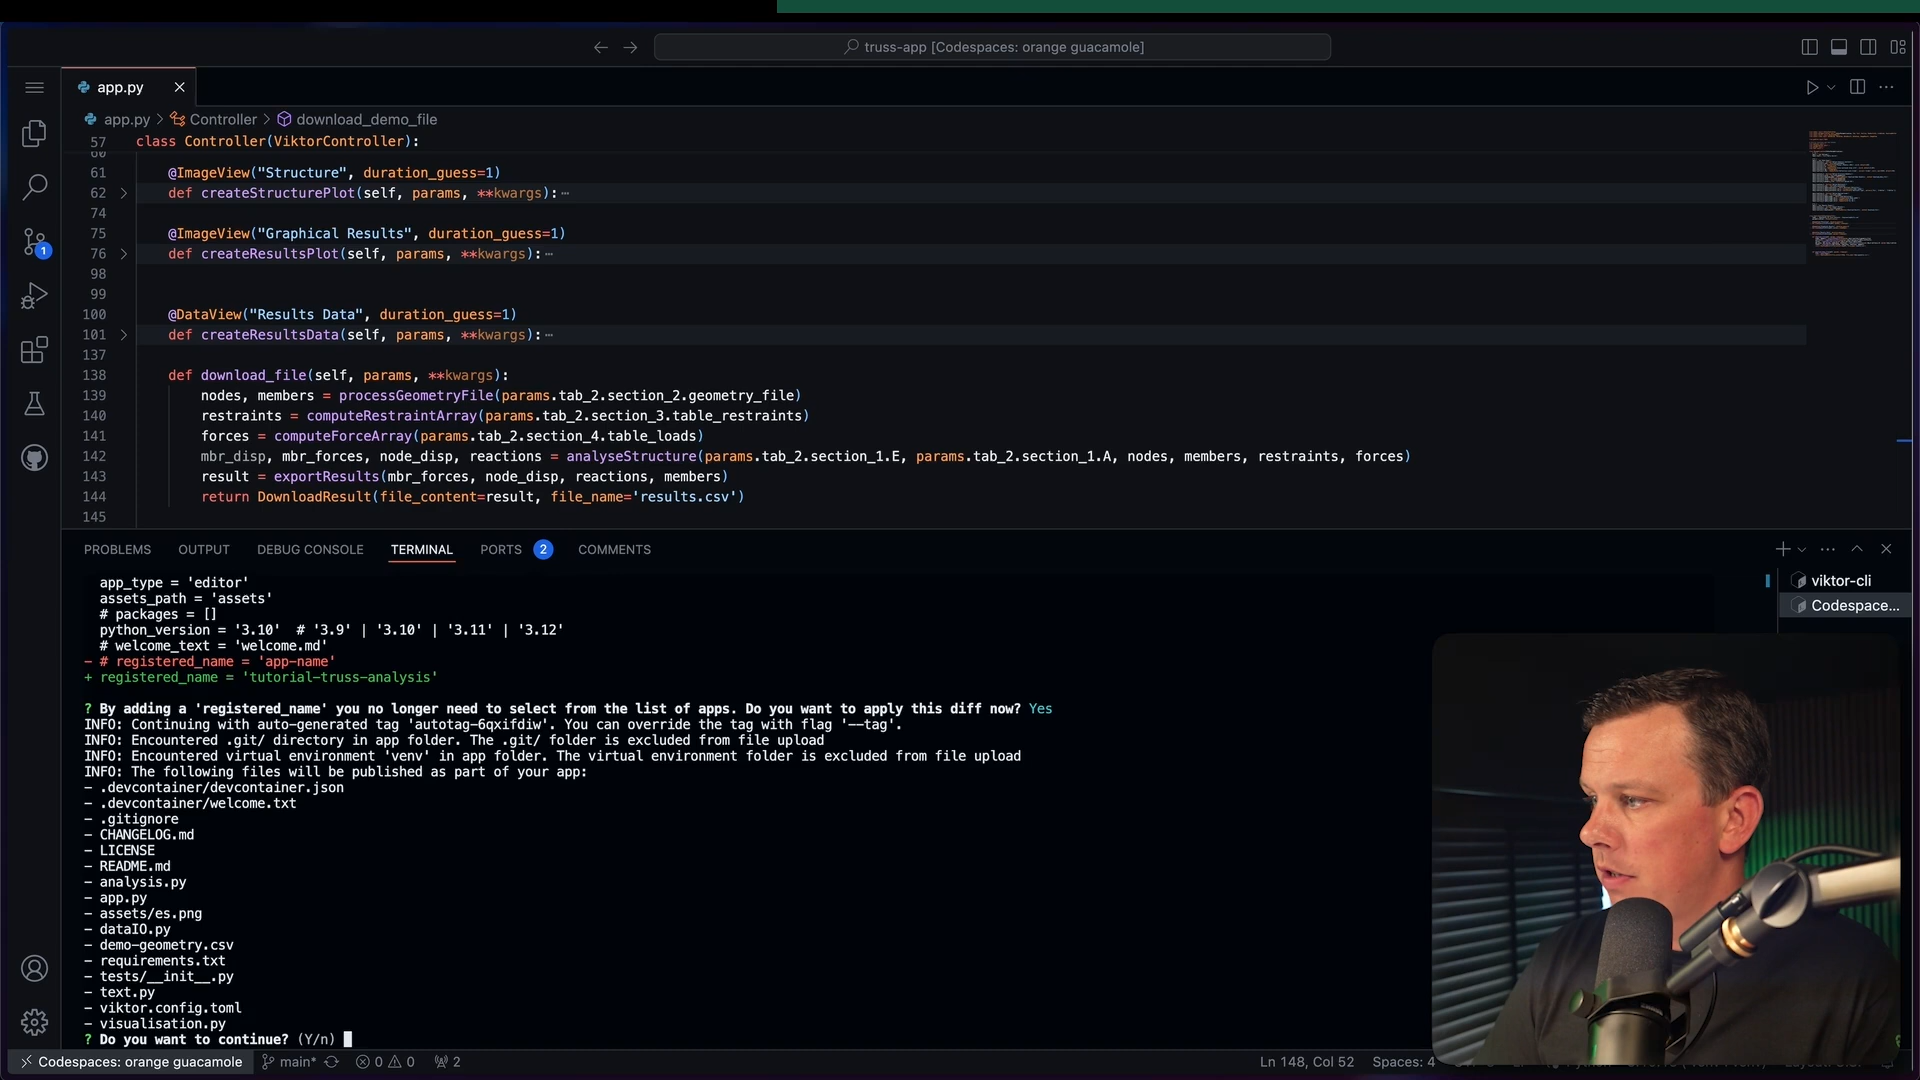 truss-app [Codespaces: orange guacamole]
app.py
app.py > Controller > download_demo_file
57 class Controller(ViktorController):
60
61 @ImageView("Structure", duration_guess=1)
62 def createStructurePlot(self, params, **kwargs):
74
75 @ImageView("Graphical Results", duration_guess=1)
76 def createResultsPlot(self, params, **kwargs):
98
99
100 @DataView("Results Data", duration_guess=1)
101 def createResultsData(self, params, **kwargs):
137
138 def download_file(self, params, **kwargs):
139 nodes, members = processGeometryFile(params.tab_2.section_2.geometry_file)
140 restraints = computeRestraintArray(params.tab_2.section_3.table_restraints)
141 forces = computeForceArray(params.tab_2.section_4.table_loads)
142 mbr_disp, mbr_forces, node_disp, reactions = analyseStructure(params.tab_2.section_1.E, params.tab_2.section_1.A, nodes, members, restraints, forces)
143 result = exportResults(mbr_forces, node_disp, reactions, members)
144 return DownloadResult(file_content=result, file_name='results.csv')
145
PROBLEMS OUTPUT DEBUG CONSOLE TERMINAL PORTS 2 COMMENTS
viktor-cli
Codespace...
app_type = 'editor'
assets_path = 'assets'
# packages = []
python_version = '3.10' # '3.9' | '3.10' | '3.11' | '3.12'
# welcome_text = 'welcome.md'
- # registered_name = 'app-name'
+ registered_name = 'tutorial-truss-analysis'
? By adding a 'registered_name' you no longer need to select from the list of apps. Do you want to apply this diff now? Yes
INFO: Continuing with auto-generated tag 'autotag-6qxifdiw'. You can override the tag with flag '--tag'.
INFO: Encountered .git/ directory in app folder. The .git/ folder is excluded from file upload
INFO: Encountered virtual environment 'venv' in app folder. The virtual environment folder is excluded from file upload
INFO: The following files will be published as part of your app:
- .devcontainer/devcontainer.json
- .devcontainer/welcome.txt
- .gitignore
- CHANGELOG.md
- LICENSE
- README.md
- analysis.py
- app.py
- assets/es.png
- dataIO.py
- demo-geometry.csv
- requirements.txt
- tests/__init__.py
- text.py
- viktor.config.toml
- visualisation.py
? Do you want to continue? (Y/n)
1
Codespaces: orange guacamole main* 0 0 2 Ln 148, Col 52 Spaces: 4